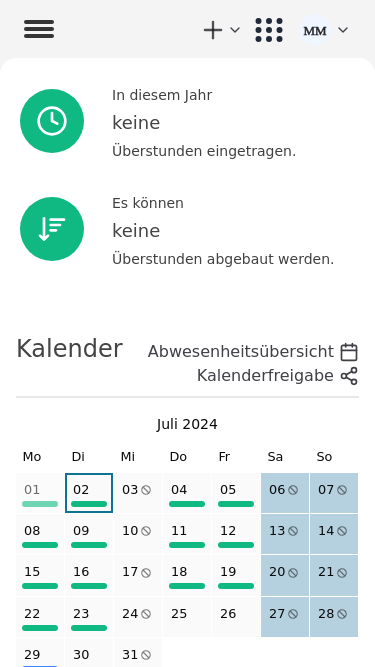 MM
In diesem Jahr
keine
Überstunden eingetragen.
Es können
keine
Überstunden abgebaut werden.
Kalender
Abwesenheitsübersicht
Kalenderfreigabe
Juli 2024
Mo Di Mi Do Fr Sa So
01 02 03 04 05 06 07
08 09 10 11 12 13 14
15 16 17 18 19 20 21
22 23 24 25 26 27 28
29 30 31